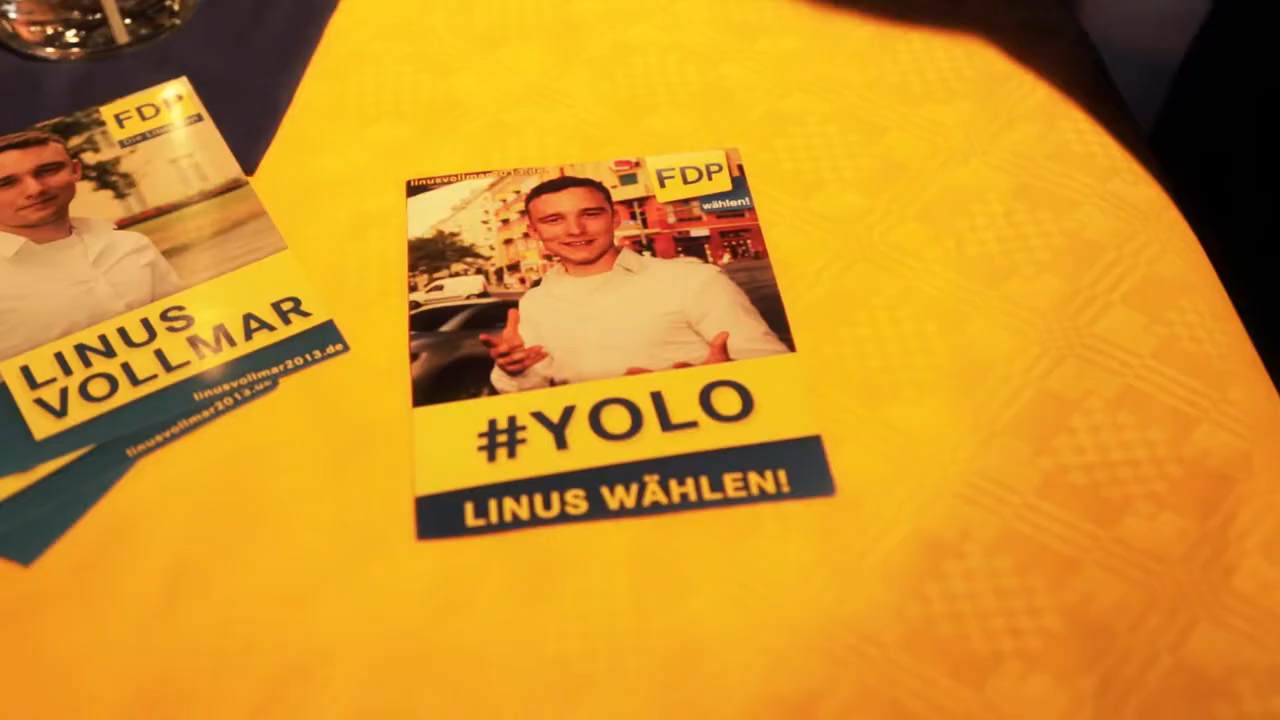 FDP
Die Liberalen
LINUS
VOLLMAR
linusvollmar2013.de
linusvollmar2013.de
linusvollmar2013.de
FDP
wählen!
#YOLO
LINUS WÄHLEN!